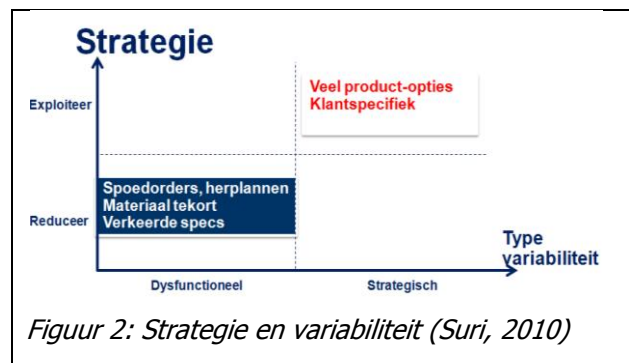 Strategie
Exploiteer
Veel product-opties
Klantspecifiek
Reduceer
Spoedorders, herplannen
Materiaal tekort
Verkeerde specs
Type
variabiliteit
Dysfunctioneel
Strategisch
Figuur 2: Strategie en variabiliteit (Suri, 2010)